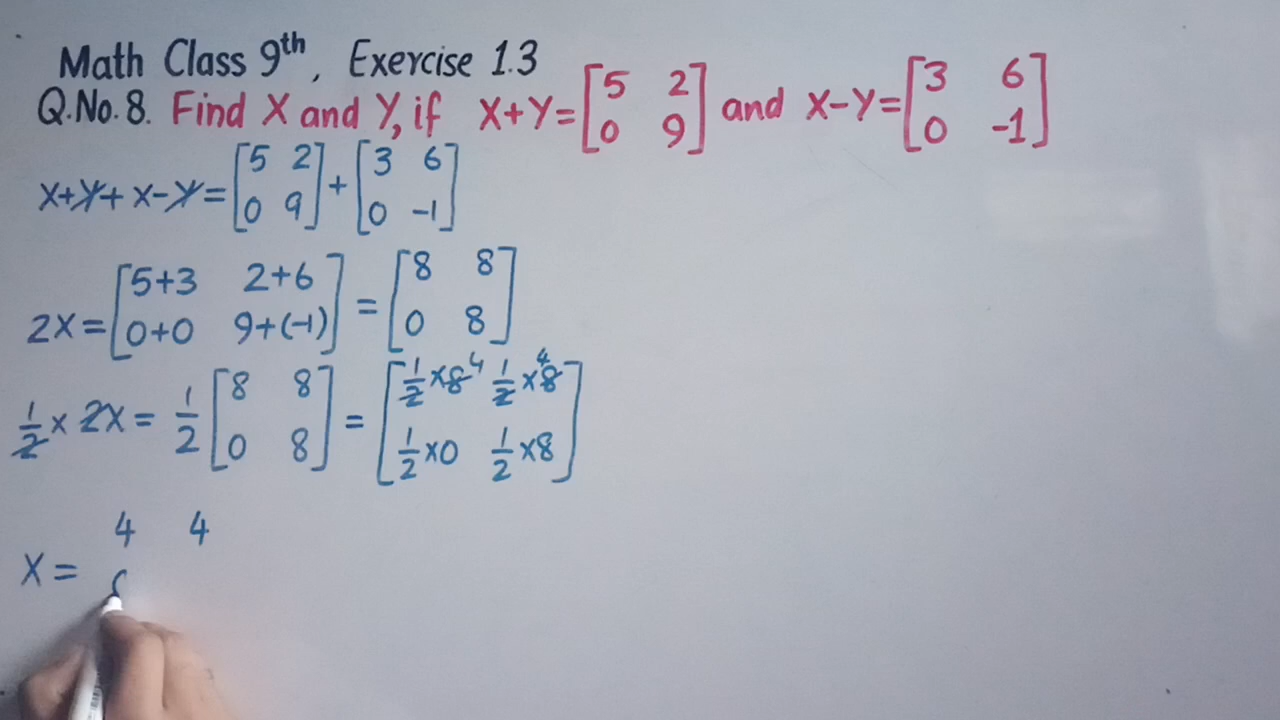 Math Class 9th, Exercise 1.3
Q.No.8. Find X and Y, if X+Y=[5 2; 0 9] and X-Y=[3 6; 0 -1]
X+Y+X-Y=[5 2; 0 9]+[3 6; 0 -1]
2X=[5+3 2+6; 0+0 9+(-1)]=[8 8; 0 8]
1/2×2X=1/2[8 8; 0 8]=[1/2×8 4 1/2×8 4; 1/2×0 1/2×8]
X= 4 4